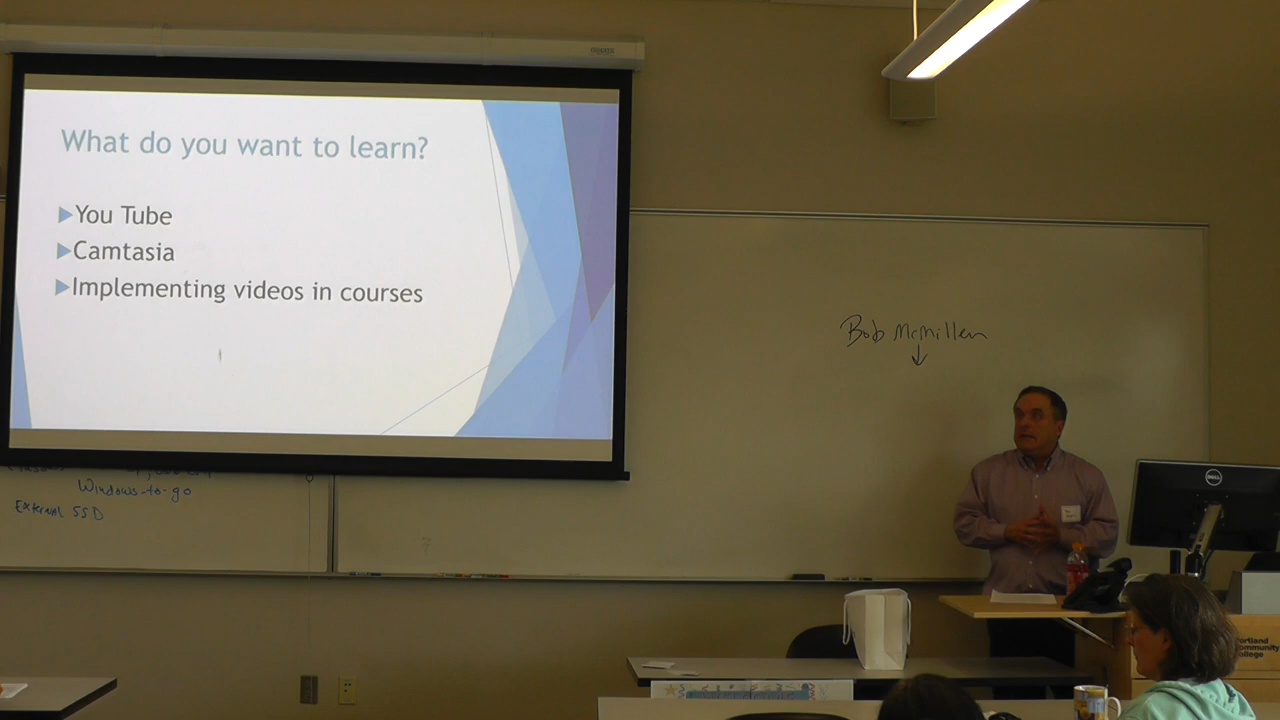 What do you want to learn?
You Tube
Camtasia
Implementing videos in courses
Bob McMillen
Windows-to-go
External SSD
DELL
Portland
Community
College